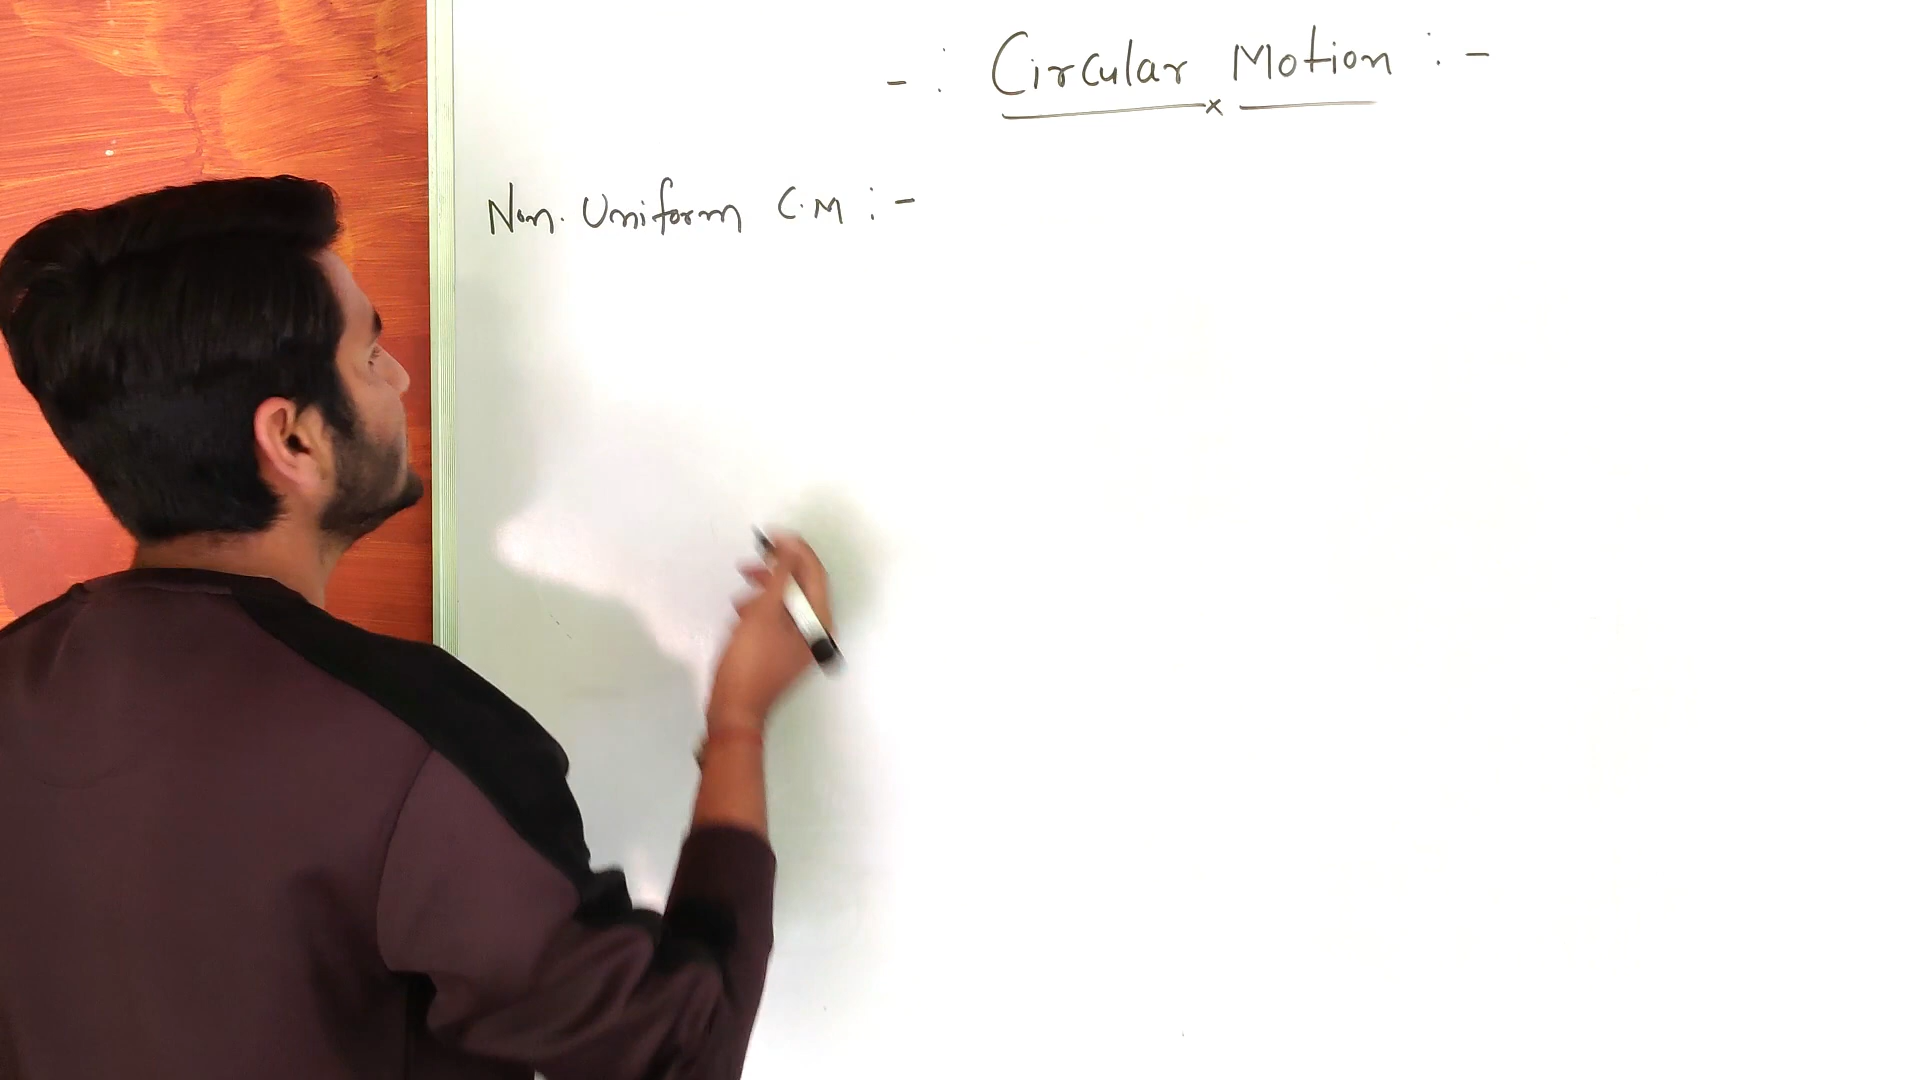 - : Circular Motion : -
Non. Uniform C.M : -